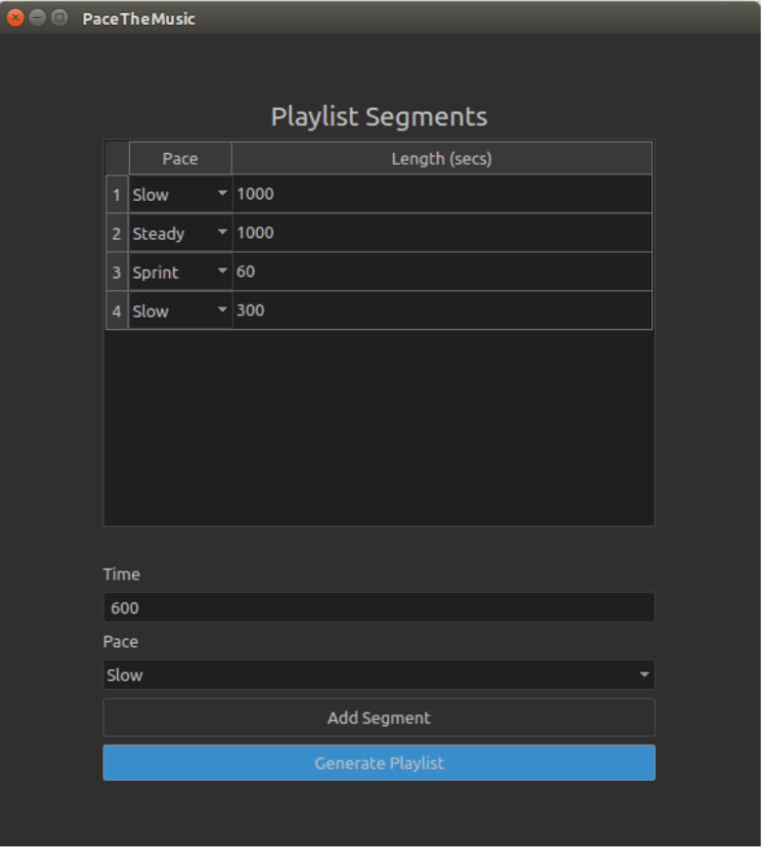 PaceTheMusic
Playlist Segments
Pace Length (secs)
1 Slow 1000
2 Steady 1000
3 Sprint 60
4 Slow 300
Time
600
Pace
Slow
Add Segment
Generate Playlist